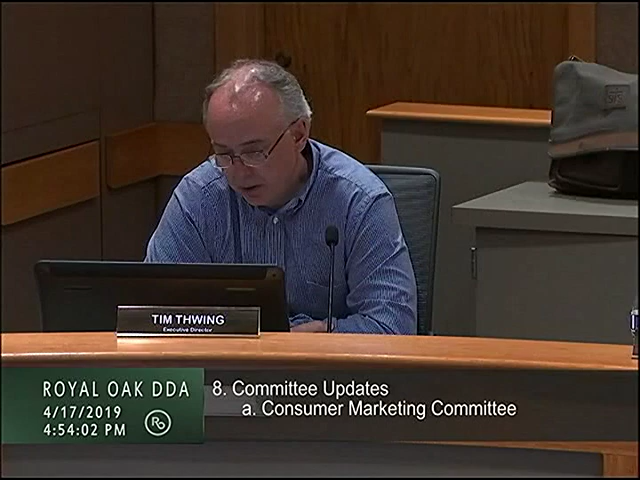 TIM THWING
Executive Director
ROYAL OAK DDA
4/17/2019
4:54:02 PM
RO
8. Committee Updates
a. Consumer Marketing Committee